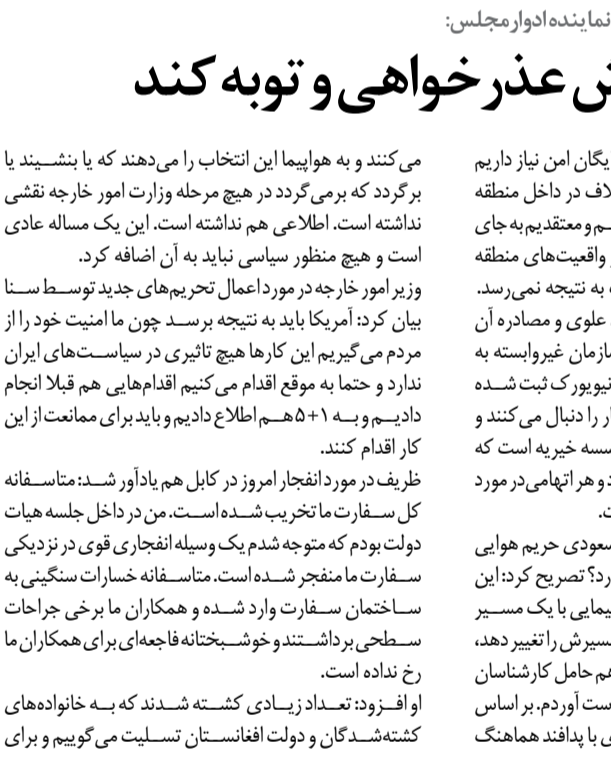 نماینده ادوار مجلس:
عذرخواهی و توبه کند
یگان امن نیاز داریم
لاف در داخل منطقه
ـم و معتقدیم به جای
واقعیت‌های منطقه
به نتیجه نمی‌رسد.
علوی و مصادره آن
ازمان غیروابسته به
نیویورک ثبت شده
ار را دنبال می‌کنند و
سسه خیریه است که
د و هر اتهامی در مورد
ت.
سعودی حریم هوایی
رد؟ تصریح کرد: این
یمایی با یک مسیر
سیرش را تغییر دهد،
هم حامل کارشناسان
ست آوردم. بر اساس
ی با پدافند هماهنگ
می‌کنند و به هواپیما این انتخاب را می‌دهند که یا بنشیند یا
برگردد که برمی‌گردد در هیچ مرحله وزارت امور خارجه نقشی
نداشته است. اطلاعی هم نداشته است. این یک مساله عادی
است و هیچ منظور سیاسی نباید به آن اضافه کرد.
وزیر امور خارجه در مورد اعمال تحریم‌های جدید توسط سنا
بیان کرد: آمریکا باید به نتیجه برسد چون ما امنیت خود را از
مردم می‌گیریم این کارها هیچ تاثیری در سیاست‌های ایران
ندارد و حتما به موقع اقدام می‌کنیم اقدام‌هایی هم قبلا انجام
دادیم و به ۱+۵ هم اطلاع دادیم و باید برای ممانعت از این
کار اقدام کنند.
ظریف در مورد انفجار امروز در کابل هم یادآور شد: متاسفانه
کل سفارت ما تخریب شده است. من در داخل جلسه هیات
دولت بودم که متوجه شدم یک وسیله انفجاری قوی در نزدیکی
سفارت ما منفجر شده است. متاسفانه خسارات سنگینی به
ساختمان سفارت وارد شده و همکاران ما برخی جراحات
سطحی برداشتند و خوشبختانه فاجعه‌ای برای همکاران ما
رخ نداده است.
او افزود: تعداد زیادی کشته شدند که به خانواده‌های
کشته‌شدگان و دولت افغانستان تسلیت می‌گوییم و برای